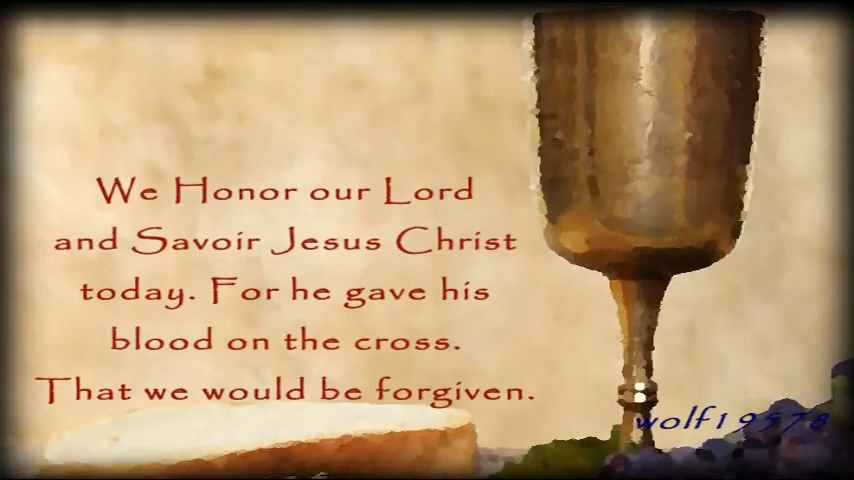 We Honor our Lord
and Savoir Jesus Christ
today. For he gave his
blood on the cross.
That we would be forgiven.
wolf19578